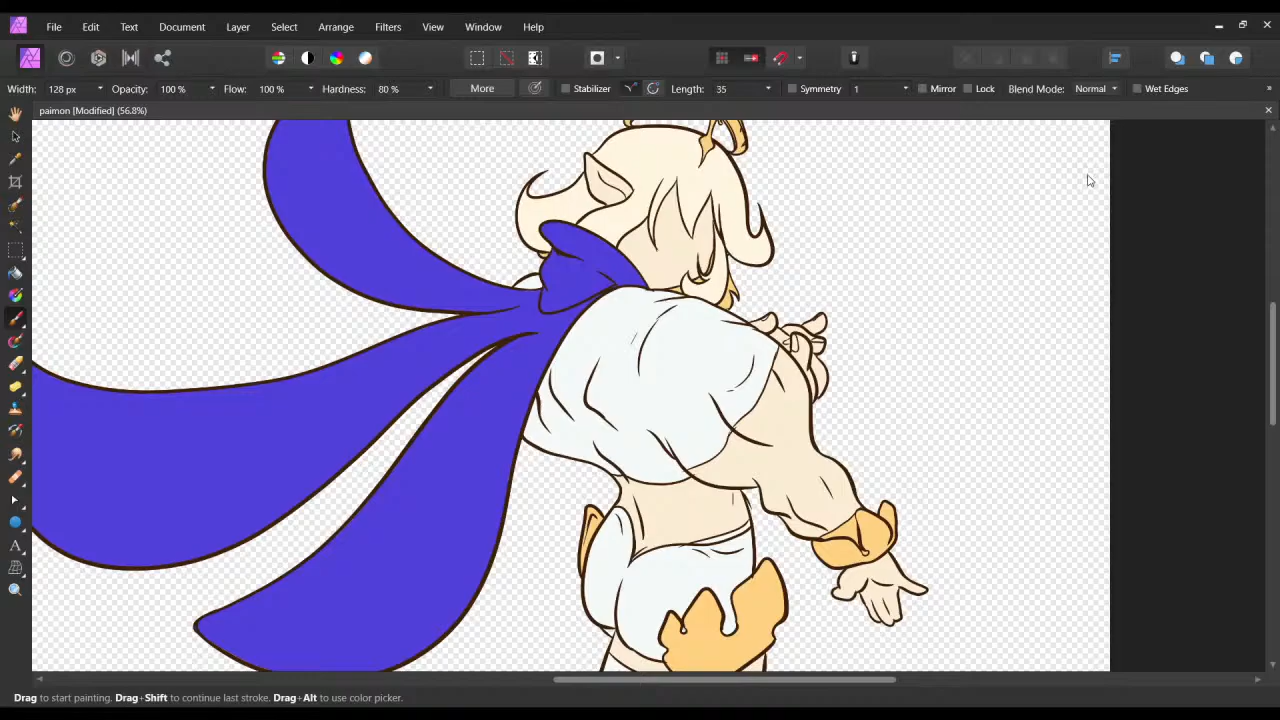 File Edit Text Document Layer Select Arrange Filters View Window Help
Width: 128 px Opacity: 100 % Flow: 100 % Hardness: 80 % More Stabilizer Length: 35 Symmetry 1 Mirror Lock Blend Mode: Normal Wet Edges »
paimon [Modified] (56.8%)
Drag to start painting. Drag+Shift to continue last stroke. Drag+Alt to use color picker.